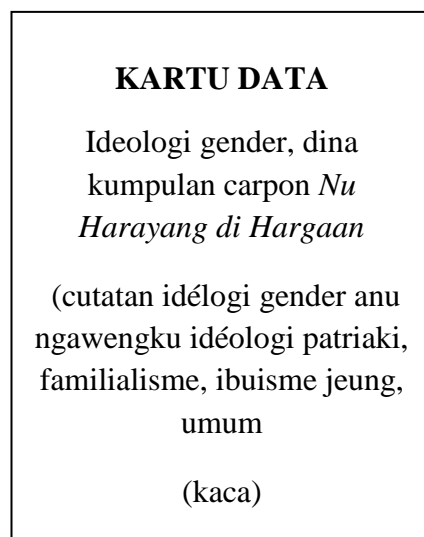 KARTU DATA
Ideologi gender, dina
kumpulan carpon Nu
Harayang di Hargaan
(cutatan idélogi gender anu
ngawengku idéologi patriaki,
familialisme, ibuisme jeung,
umum
(kaca)